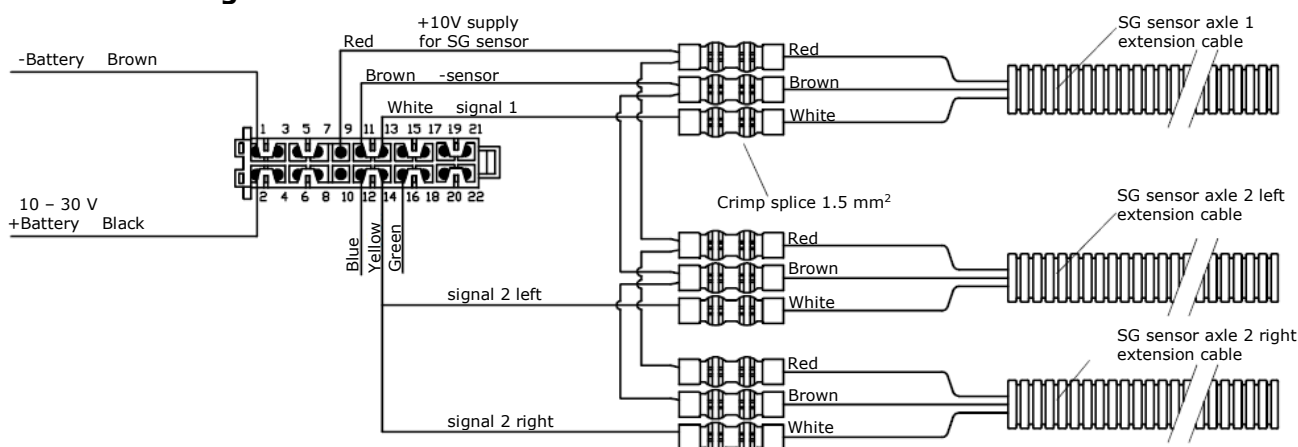 +10V supply
for SG sensor
Red
SG sensor axle 1
extension cable
Red
-Battery Brown
Brown -sensor
Brown
White signal 1
White
1 3 5 7 9 11 13 15 17 19 21
2 4 6 8 10 12 14 16 18 20 22
Crimp splice 1.5 mm²
10 – 30 V
+Battery Black
SG sensor axle 2 left
extension cable
Blue
Yellow
Green
Red
Brown
signal 2 left
White
SG sensor axle 2 right
extension cable
Red
Brown
signal 2 right
White